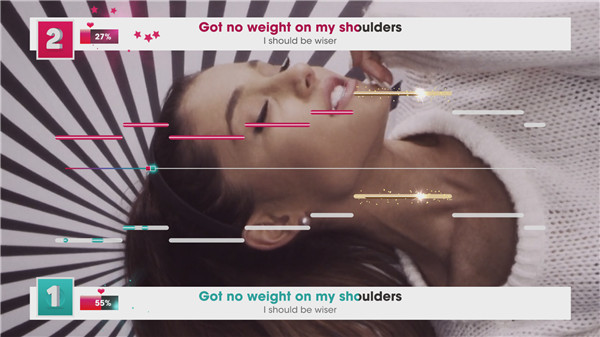 2
27%
Got no weight on my shoulders
I should be wiser
1
55%
Got no weight on my shoulders
I should be wiser